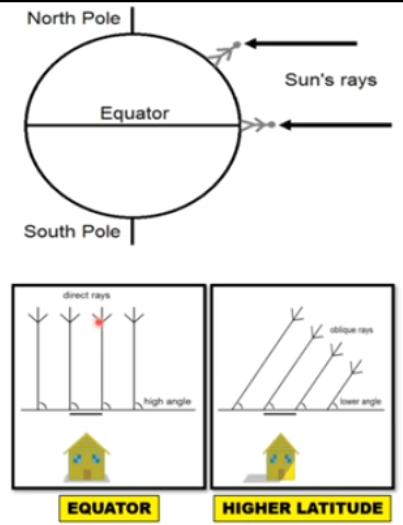 North Pole
Sun's rays
Equator
South Pole
direct rays
high angle
oblique rays
lower angle
EQUATOR
HIGHER LATITUDE